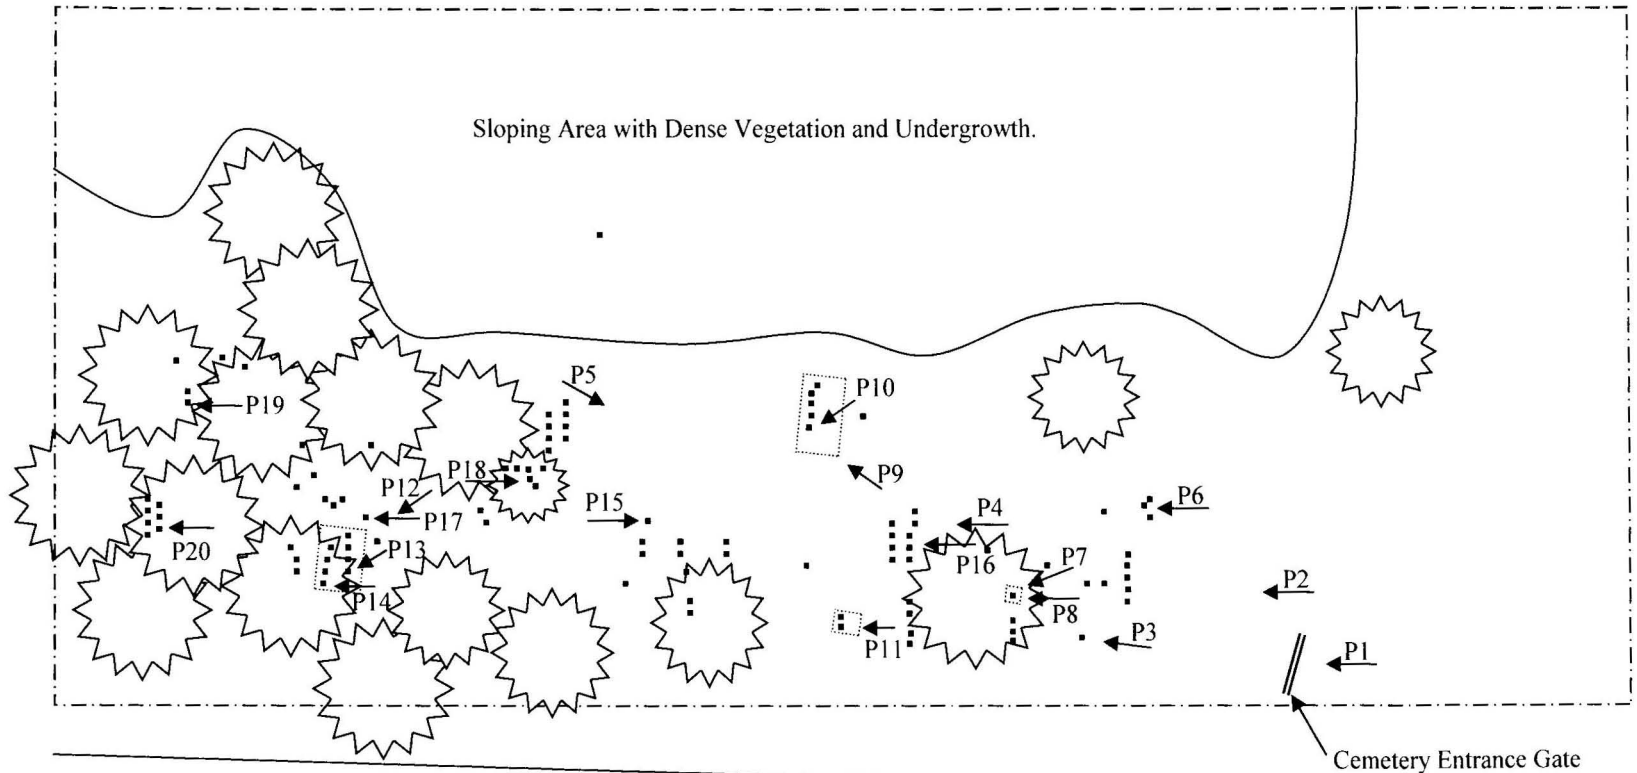 Sloping Area with Dense Vegetation and Undergrowth.
P5
P10
P19
P18
P9
P12
P15
P6
P4
P17
P20
P13
P16
P7
P2
P14
P8
P11
P3
P1
Cemetery Entrance Gate